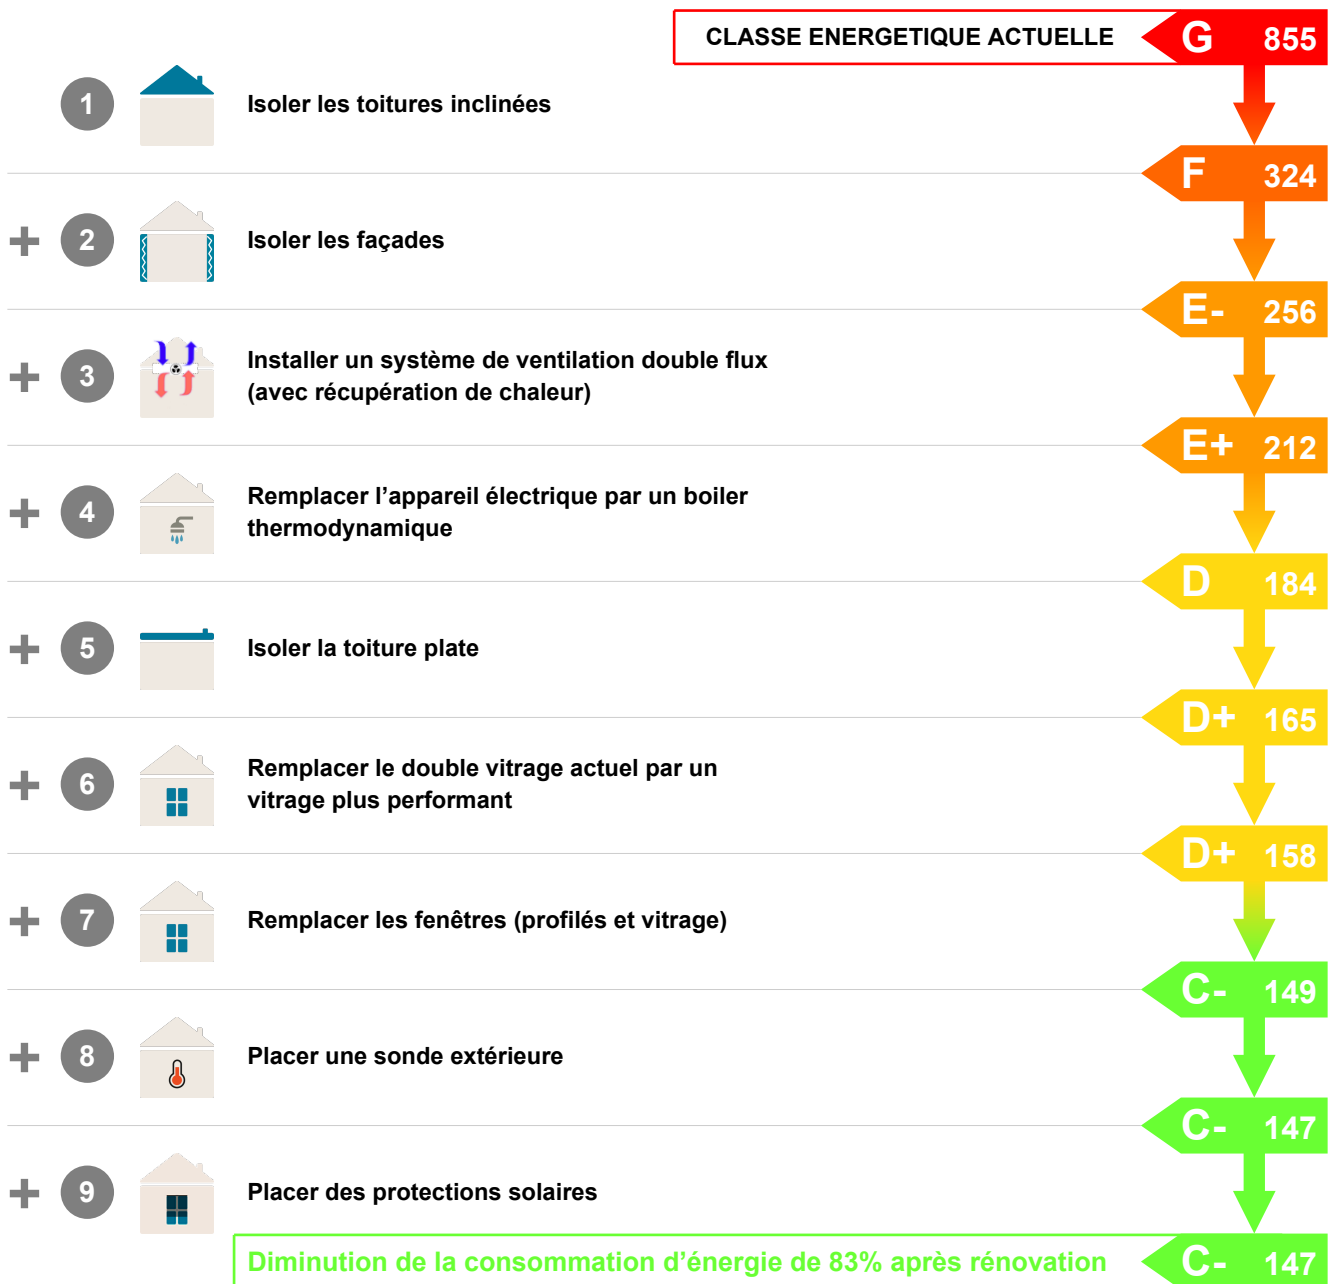 CLASSE ENERGETIQUE ACTUELLE G 855
1 Isoler les toitures inclinées
F 324
+ 2 Isoler les façades
E- 256
+ 3 Installer un système de ventilation double flux
(avec récupération de chaleur)
E+ 212
+ 4 Remplacer l’appareil électrique par un boiler
thermodynamique
D 184
+ 5 Isoler la toiture plate
D+ 165
+ 6 Remplacer le double vitrage actuel par un
vitrage plus performant
D+ 158
+ 7 Remplacer les fenêtres (profilés et vitrage)
C- 149
+ 8 Placer une sonde extérieure
C- 147
+ 9 Placer des protections solaires
Diminution de la consommation d’énergie de 83% après rénovation C- 147